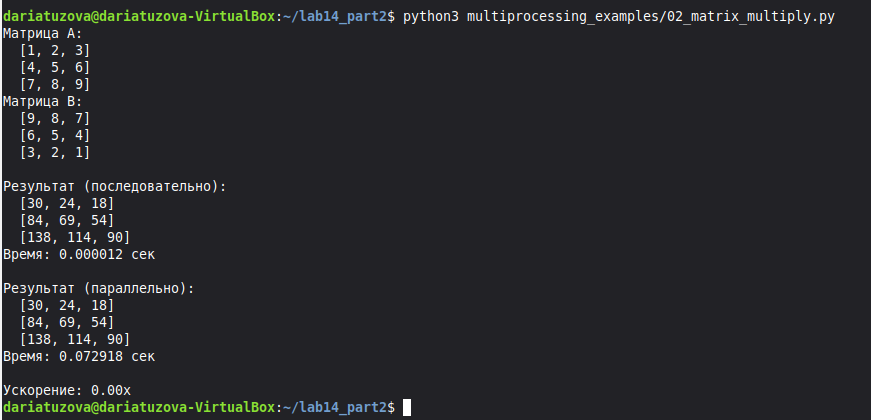 dariatuzova@dariatuzova-VirtualBox:~/lab14_part2$ python3 multiprocessing_examples/02_matrix_multiply.py
Матрица A:
  [1, 2, 3]
  [4, 5, 6]
  [7, 8, 9]
Матрица B:
  [9, 8, 7]
  [6, 5, 4]
  [3, 2, 1]

Результат (последовательно):
  [30, 24, 18]
  [84, 69, 54]
  [138, 114, 90]
Время: 0.000012 сек

Результат (параллельно):
  [30, 24, 18]
  [84, 69, 54]
  [138, 114, 90]
Время: 0.072918 сек

Ускорение: 0.00x
dariatuzova@dariatuzova-VirtualBox:~/lab14_part2$